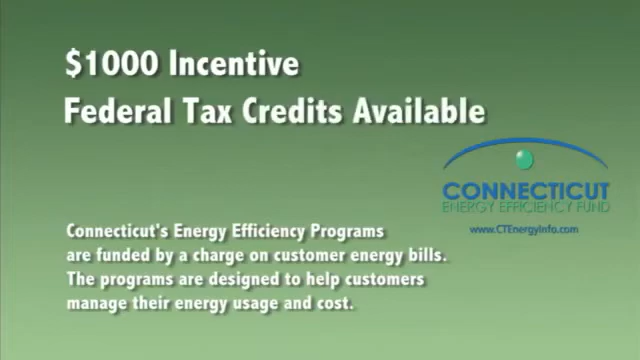 $1000 Incentive
Federal Tax Credits Available
CONNECTICUT
ENERGY EFFICIENCY FUND
www.CTEnergyInfo.com
Connecticut's Energy Efficiency Programs
are funded by a charge on customer energy bills.
The programs are designed to help customers
manage their energy usage and cost.